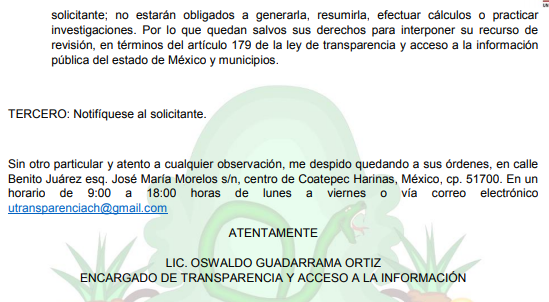 solicitante; no estarán obligados a generarla, resumirla, efectuar cálculos o practicar
investigaciones. Por lo que quedan salvos sus derechos para interponer su recurso de
revisión, en términos del artículo 179 de la ley de transparencia y acceso a la información
pública del estado de México y municipios.
TERCERO: Notifíquese al solicitante.
Sin otro particular y atento a cualquier observación, me despido quedando a sus órdenes, en calle
Benito Juárez esq. José María Morelos s/n, centro de Coatepec Harinas, México, cp. 51700. En un
horario de 9:00 a 18:00 horas de lunes a viernes o vía correo electrónico
utransparenciach@gmail.com
ATENTAMENTE
LIC. OSWALDO GUADARRAMA ORTIZ
ENCARGADO DE TRANSPARENCIA Y ACCESO A LA INFORMACIÓN